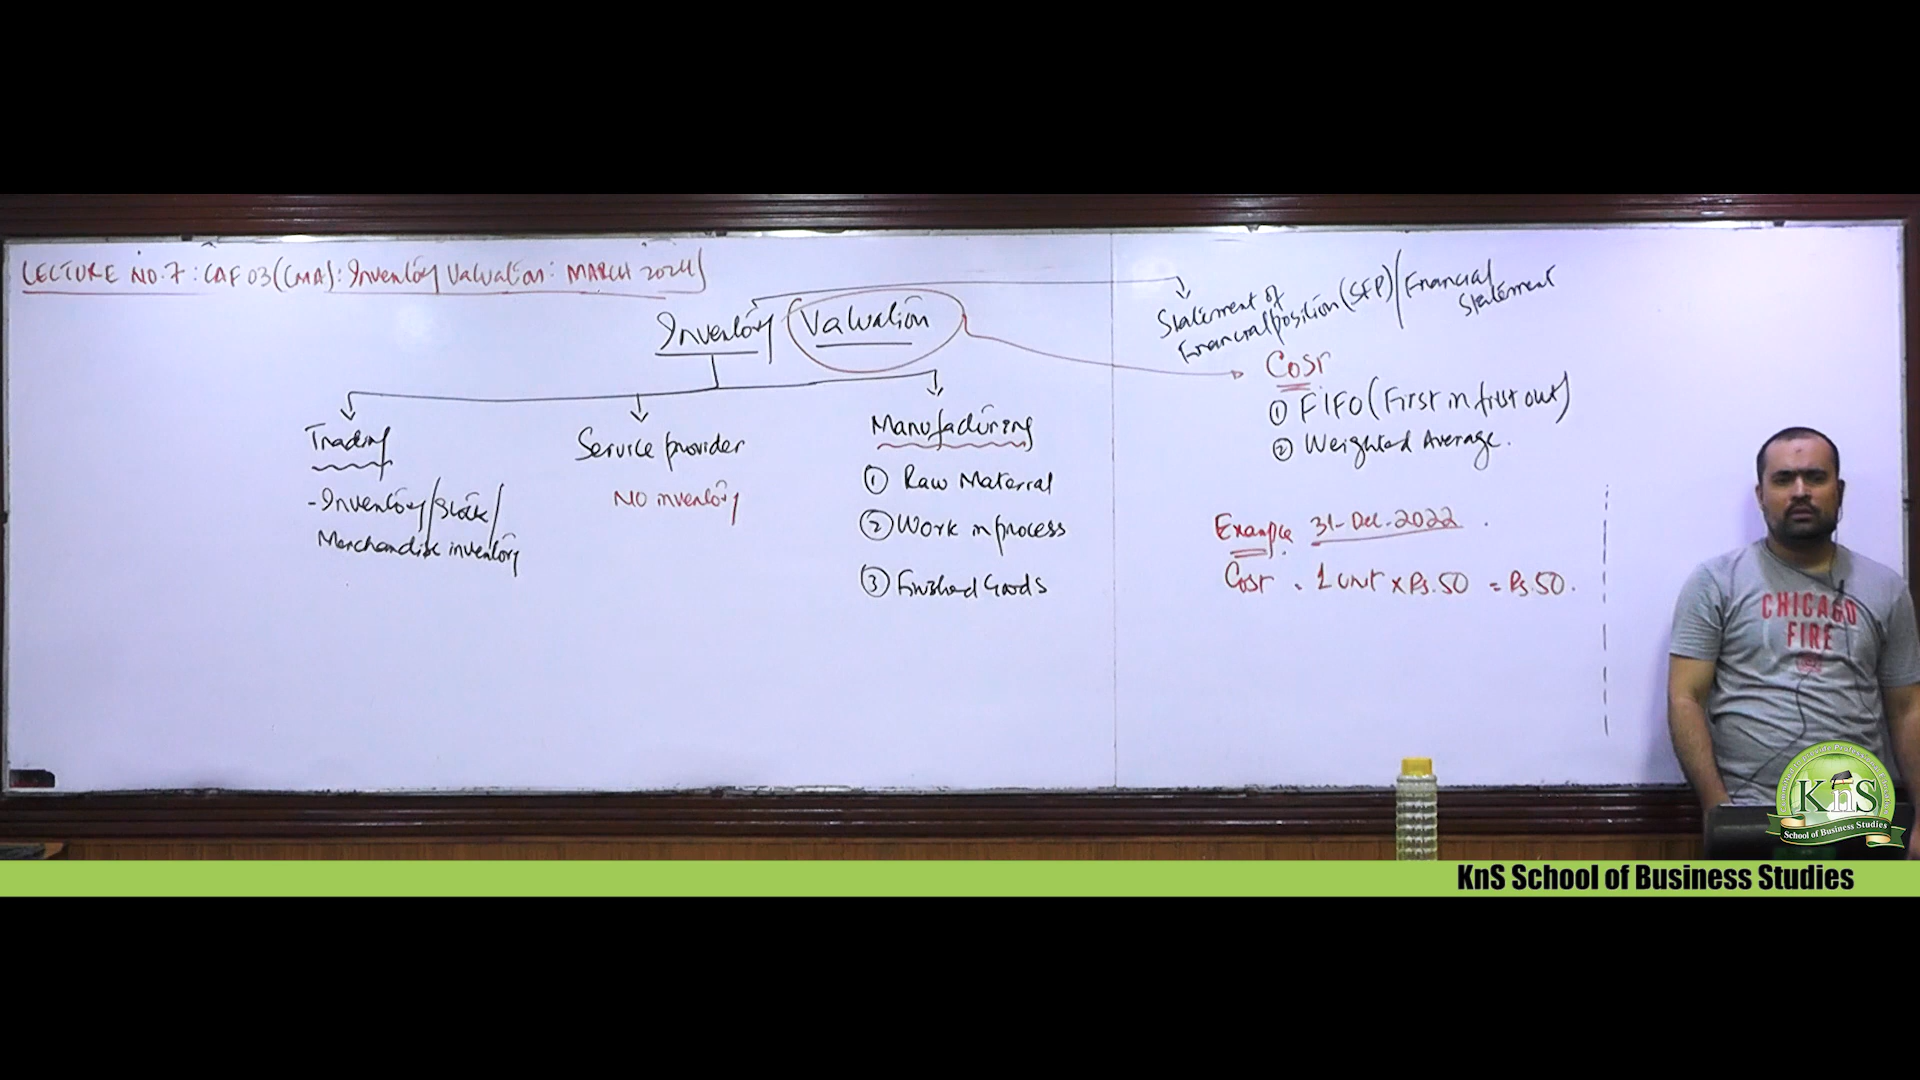 LECTURE NO.7: CAF 03 (CMA): Inventory Valuation: MARCH 2024
Inventory Valuation
Statement of Financial position (SFP) / Financial Statement
Trading
- Inventory / Stock /
Merchandise inventory
Service provider
NO inventory
Manufacturing
① Raw Material
② Work in process
③ Finished Goods
Cost
① FIFO (First in first out)
② Weighted Average.
Example 31-Dec-2022.
Cost = 1 unit × Rs.50 = Rs.50.
CHICAGO
FIRE
KnS
School of Business Studies
KnS School of Business Studies